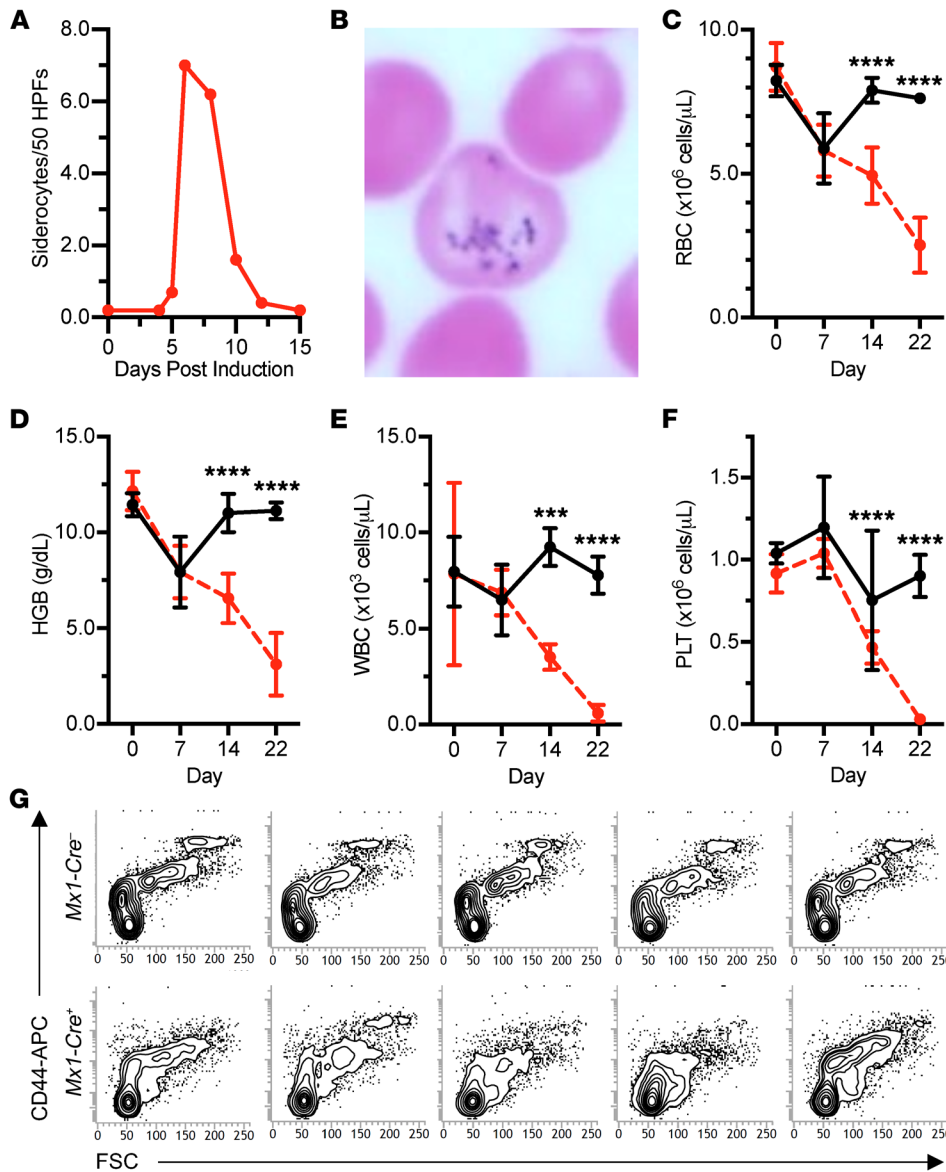 A
Siderocytes/50 HPFs
8.0
6.0
4.0
2.0
0.0
0 5 10 15
Days Post Induction
B
C
RBC (x10⁶ cells/µL)
10.0
5.0
0.0
**** ****
0 7 14 22
Day
D
HGB (g/dL)
15.0
10.0
5.0
0.0
**** ****
0 7 14 22
Day
E
WBC (x10³ cells/µL)
15.0
10.0
5.0
0.0
*** ****
0 7 14 22
Day
F
PLT (x10⁶ cells/µL)
1.5
1.0
0.5
0.0
**** ****
0 7 14 22
Day
G
CD44-APC
Mx1-Cre⁻
0 50 100 150 200 250
0 50 100 150 200 250
0 50 100 150 200 250
0 50 100 150 200 250
0 50 100 150 200 250
Mx1-Cre⁺
0 50 100 150 200 250
0 50 100 150 200 250
0 50 100 150 200 250
0 50 100 150 200 250
0 50 100 150 200 250
FSC